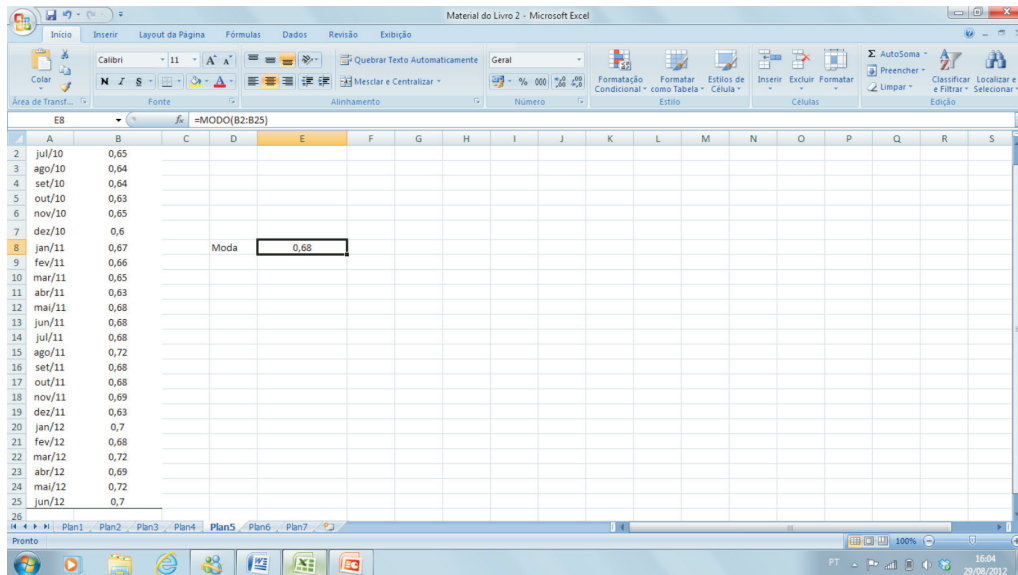 Material do Livro 2 - Microsoft Excel
Início Inserir Layout da Página Fórmulas Dados Revisão Exibição
Colar
Calibri 11
N I S
Quebrar Texto Automaticamente
Mesclar e Centralizar
Geral
% 000
Formatação Condicional
Formatar como Tabela
Estilos de Célula
Inserir Excluir Formatar
Σ AutoSoma
Preencher
Limpar
Classificar e Filtrar
Localizar e Selecionar
Área de Transf... Fonte Alinhamento Número Estilo Células Edição
E8 fx =MODO(B2:B25)
A B C D E F G H I J K L M N O P Q R S
2 jul/10 0,65
3 ago/10 0,64
4 set/10 0,64
5 out/10 0,63
6 nov/10 0,65
7 dez/10 0,6
8 jan/11 0,67 Moda 0,68
9 fev/11 0,66
10 mar/11 0,65
11 abr/11 0,63
12 mai/11 0,68
13 jun/11 0,68
14 jul/11 0,68
15 ago/11 0,72
16 set/11 0,68
17 out/11 0,68
18 nov/11 0,69
19 dez/11 0,63
20 jan/12 0,7
21 fev/12 0,68
22 mar/12 0,72
23 abr/12 0,69
24 mai/12 0,72
25 jun/12 0,7
26
Plan1 Plan2 Plan3 Plan4 Plan5 Plan6 Plan7
Pronto 100%
PT 16:04
29/08/2012